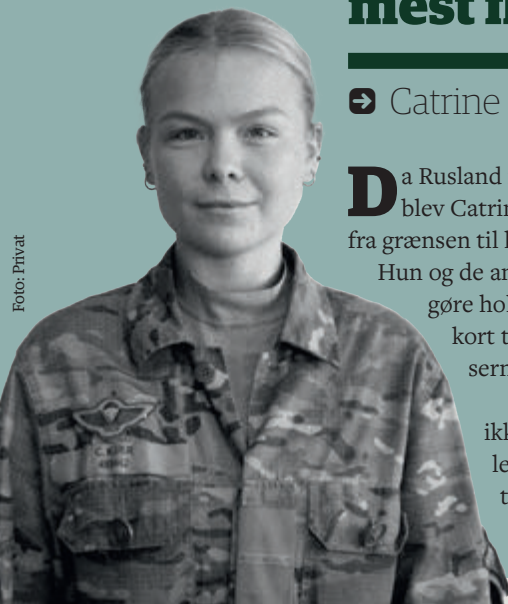 mest
Catrine
Da Rusland
blev Catrin
fra grænsen til
Hun og de an
gøre hol
kort t
sern
ikk
le
t
Foto: Privat